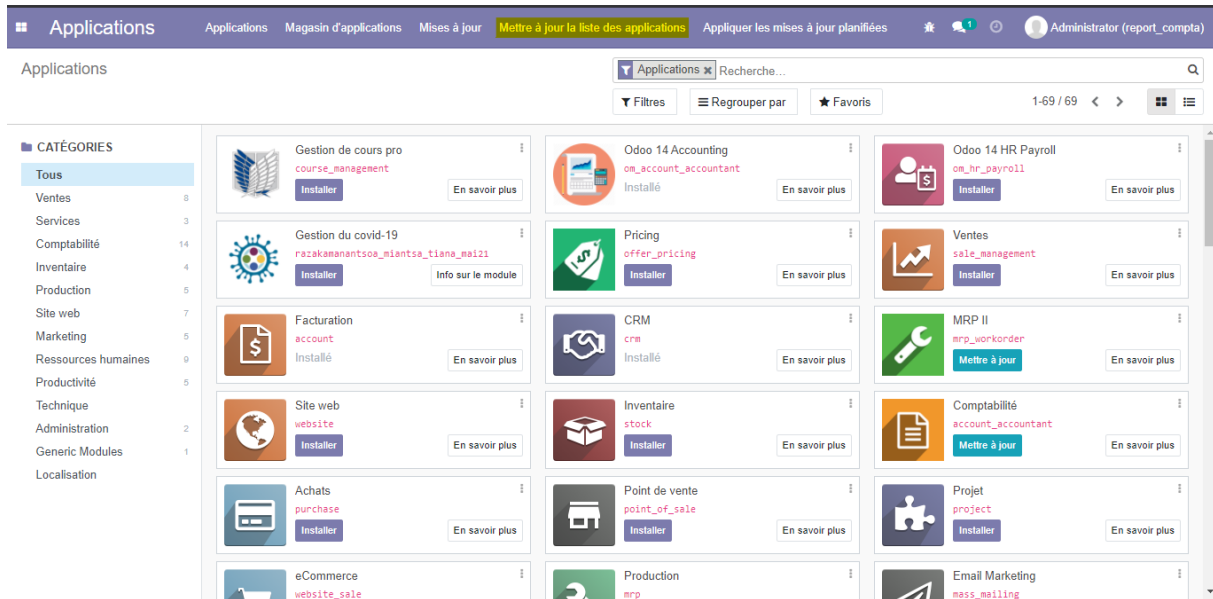 Applications Applications Magasin d'applications Mises à jour Mettre à jour la liste des applications Appliquer les mises à jour planifiées 1 Administrator (report_compta)
Applications
Applications Recherche...
Filtres Regrouper par Favoris 1-69 / 69
CATÉGORIES
Tous
Ventes 8
Services 3
Comptabilité 14
Inventaire 4
Production 5
Site web 7
Marketing 5
Ressources humaines 9
Productivité 5
Technique
Administration 2
Generic Modules 1
Localisation
Gestion de cours pro
course_management
Installer En savoir plus
Odoo 14 Accounting
om_account_accountant
Installé En savoir plus
Odoo 14 HR Payroll
om_hr_payroll
Installer En savoir plus
Gestion du covid-19
razakamanantsoa_miantsa_tiana_mai21
Installer Info sur le module
Pricing
offer_pricing
Installer En savoir plus
Ventes
sale_management
Installer En savoir plus
Facturation
account
Installé En savoir plus
CRM
crm
Installé En savoir plus
MRP II
mrp_workorder
Mettre à jour En savoir plus
Site web
website
Installer En savoir plus
Inventaire
stock
Installer En savoir plus
Comptabilité
account_accountant
Mettre à jour En savoir plus
Achats
purchase
Installer En savoir plus
Point de vente
point_of_sale
Installer En savoir plus
Projet
project
Installer En savoir plus
eCommerce
website_sale
Production
mrp
Email Marketing
mass_mailing